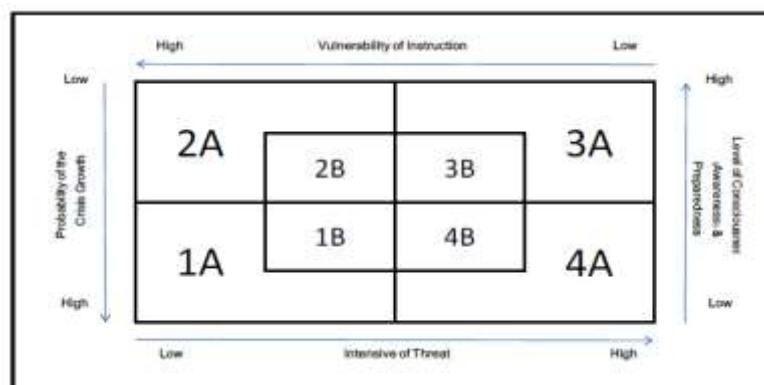 High Vulnerability of Instruction Low
Low High
2A 3A
2B 3B
Probability of the
Crisis Growth
Level of Consciousner
Awareness- &
Preparedness
1B 4B
1A 4A
High Low
Low Intensive of Threat High